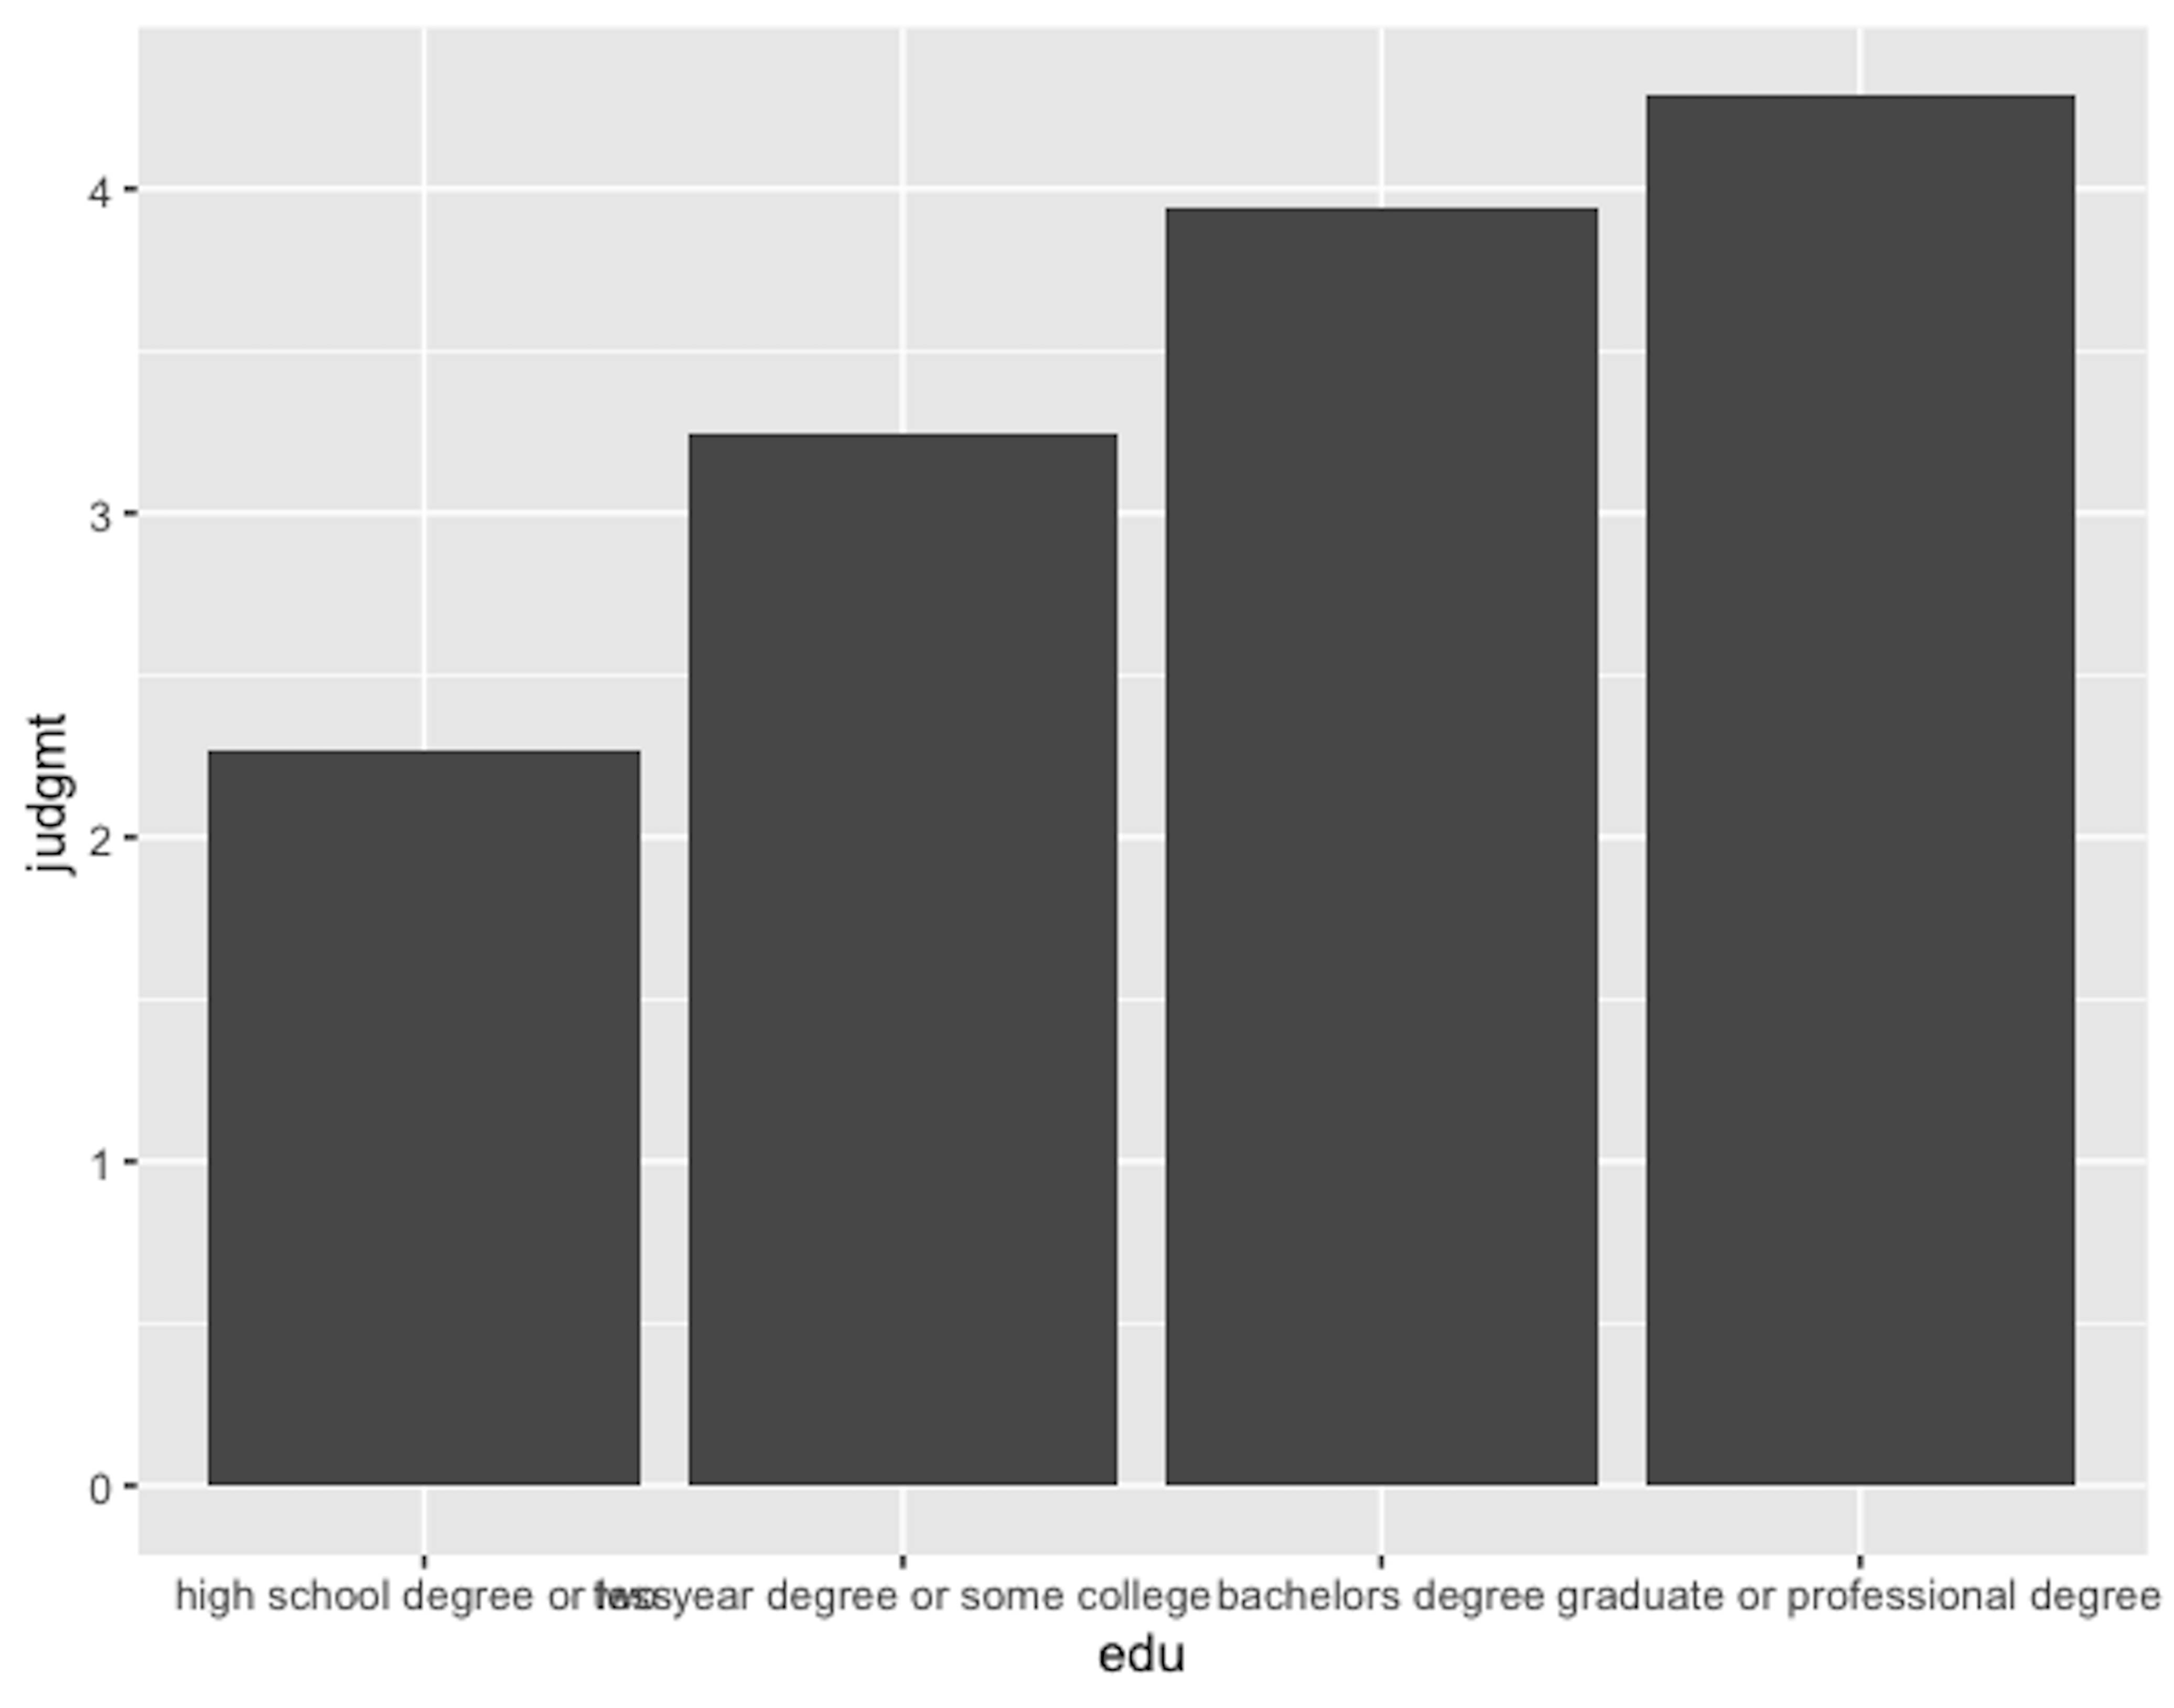 judgmt
4
3
2
1
0
high school degree or
year degree or some college
bachelors degree
graduate or professional degree
edu